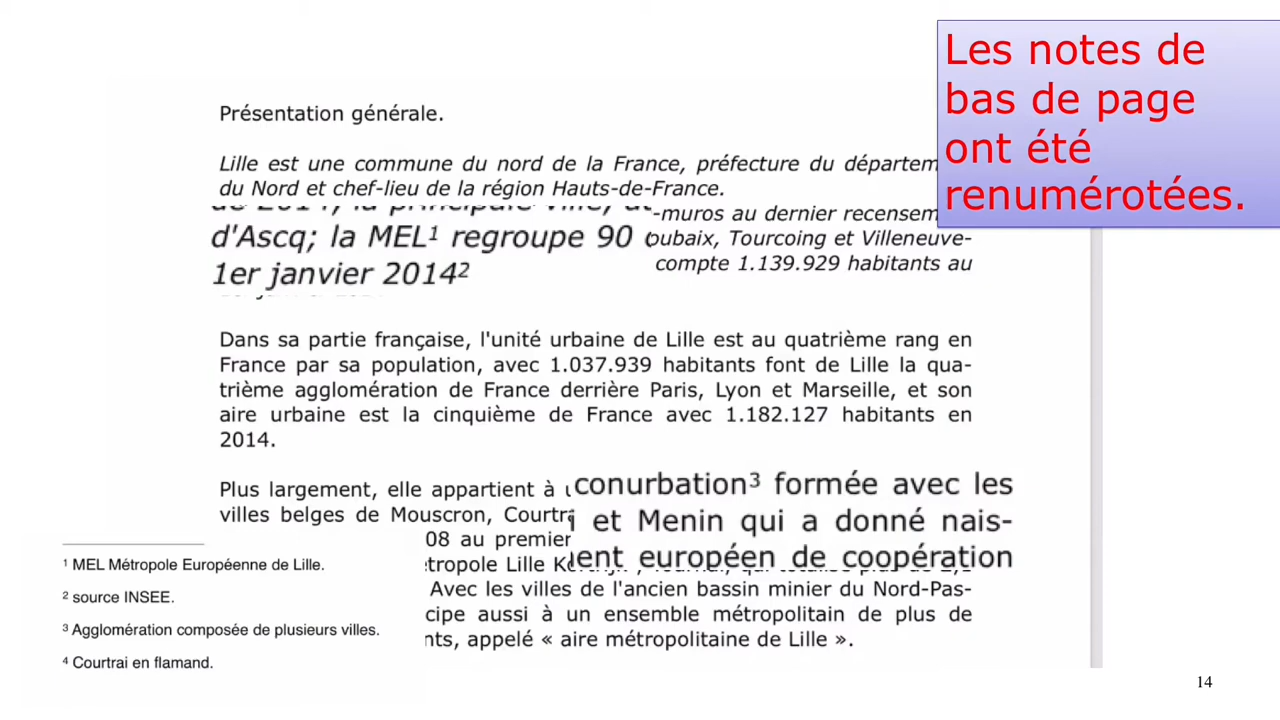 Les notes de
bas de page
ont été
renumérotées.
Présentation générale.
Lille est une commune du nord de la France, préfecture du départem
du Nord et chef-lieu de la région Hauts-de-France.
-muros au dernier recensem
d'Ascq; la MEL¹ regroupe 90
oubaix, Tourcoing et Villeneuve-
1er janvier 2014²
compte 1.139.929 habitants au
Dans sa partie française, l'unité urbaine de Lille est au quatrième rang en
France par sa population, avec 1.037.939 habitants font de Lille la qua-
trième agglomération de France derrière Paris, Lyon et Marseille, et son
aire urbaine est la cinquième de France avec 1.182.127 habitants en
2014.
Plus largement, elle appartient à
conurbation³ formée avec les
villes belges de Mouscron, Courtr
et Menin qui a donné nais-
08 au premier
ent européen de coopération
tropole Lille
Avec les villes de l'ancien bassin minier du Nord-Pas-
cipe aussi à un ensemble métropolitain de plus de
nts, appelé « aire métropolitaine de Lille ».
¹ MEL Métropole Européenne de Lille.
² source INSEE.
³ Agglomération composée de plusieurs villes.
⁴ Courtrai en flamand.
14